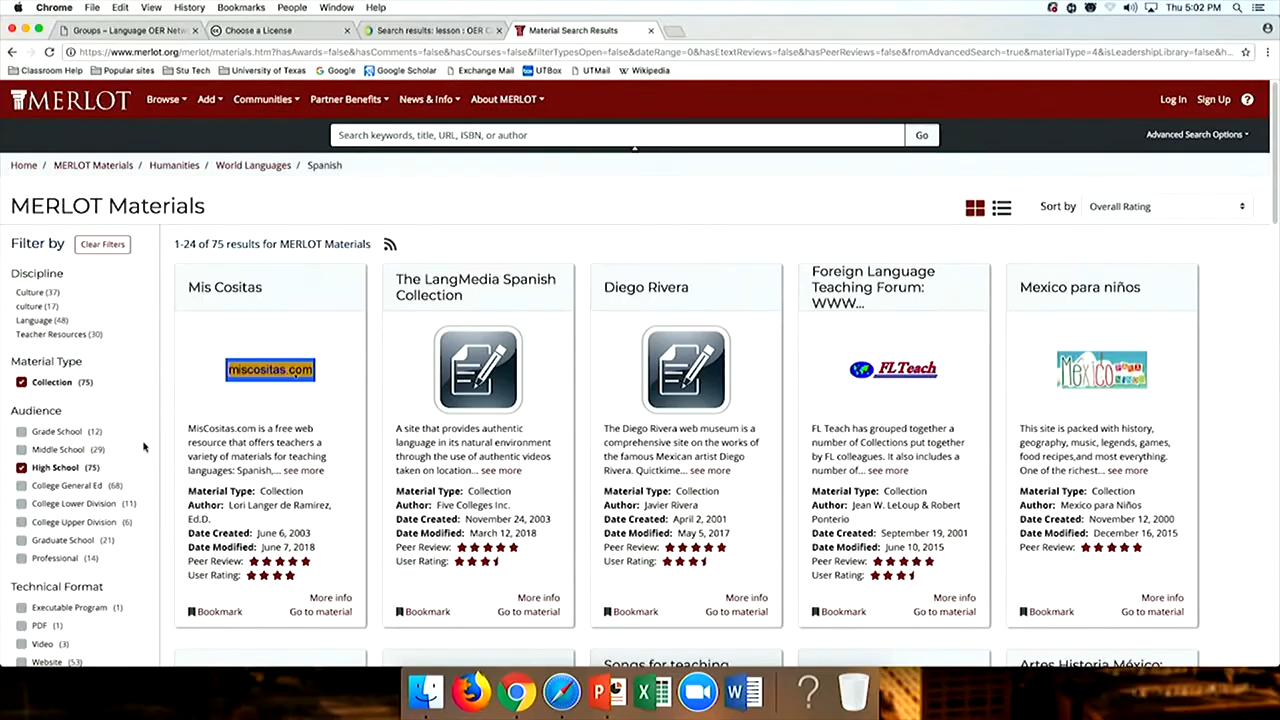 Chrome File Edit View History Bookmarks People Window Help Thu 5:02 PM
Groups – Language OER Netw
Choose a License
Search results: lesson : OER C
Material Search Results
https://www.merlot.org/merlot/materials.htm?hasAwards=false&hasComments=false&hasCourses=false&filterTypesOpen=false&dateRange=0&hasEtextReviews=false&hasPeerReviews=false&fromAdvancedSearch=true&materialType=4&isLeadershipLibrary=false&h...
Classroom Help Popular sites Stu Tech University of Texas Google Google Scholar Exchange Mail UTBox UTMail Wikipedia
MERLOT Browse Add Communities Partner Benefits News & Info About MERLOT Log In Sign Up ?
Search keywords, title, URL, ISBN, or author Go Advanced Search Options
Home / MERLOT Materials / Humanities / World Languages / Spanish
MERLOT Materials
Sort by Overall Rating
Filter by Clear Filters
1-24 of 75 results for MERLOT Materials
Discipline
Culture (37)
culture (17)
Language (48)
Teacher Resources (30)
Material Type
Collection (75)
Audience
Grade School (12)
Middle School (29)
High School (75)
College General Ed (68)
College Lower Division (11)
College Upper Division (6)
Graduate School (21)
Professional (14)
Technical Format
Executable Program (1)
PDF (1)
Video (3)
Website (53)
Mis Cositas
miscositas.com
MisCositas.com is a free web
resource that offers teachers a
variety of materials for teaching
languages: Spanish,... see more
Material Type: Collection
Author: Lori Langer de Ramirez,
Ed.D.
Date Created: June 6, 2003
Date Modified: June 7, 2018
Peer Review:
User Rating:
More info
Bookmark Go to material
The LangMedia Spanish
Collection
A site that provides authentic
language in its natural environment
through the use of authentic videos
taken on location... see more
Material Type: Collection
Author: Five Colleges Inc.
Date Created: November 24, 2003
Date Modified: March 12, 2018
Peer Review:
User Rating:
More info
Bookmark Go to material
Diego Rivera
The Diego Rivera web museum is a
comprehensive site on the works of
the famous Mexican artist Diego
Rivera. Quicktime... see more
Material Type: Collection
Author: Javier Rivera
Date Created: April 2, 2001
Date Modified: May 5, 2017
Peer Review:
User Rating:
More info
Bookmark Go to material
Foreign Language
Teaching Forum:
WWW...
FLTeach
FL Teach has grouped together a
number of Collections put together
by FL colleagues. It also includes a
number of... see more
Material Type: Collection
Author: Jean W. LeLoup & Robert
Ponterio
Date Created: September 19, 2001
Date Modified: June 10, 2015
Peer Review:
User Rating:
More info
Bookmark Go to material
Mexico para niños
México PARA NIÑOS
This site is packed with history,
geography, music, legends, games,
food recipes,and most everything.
One of the richest... see more
Material Type: Collection
Author: Mexico para Niños
Date Created: November 12, 2000
Date Modified: December 16, 2015
Peer Review:
More info
Bookmark Go to material
Songs for teaching
Artes Historia México: